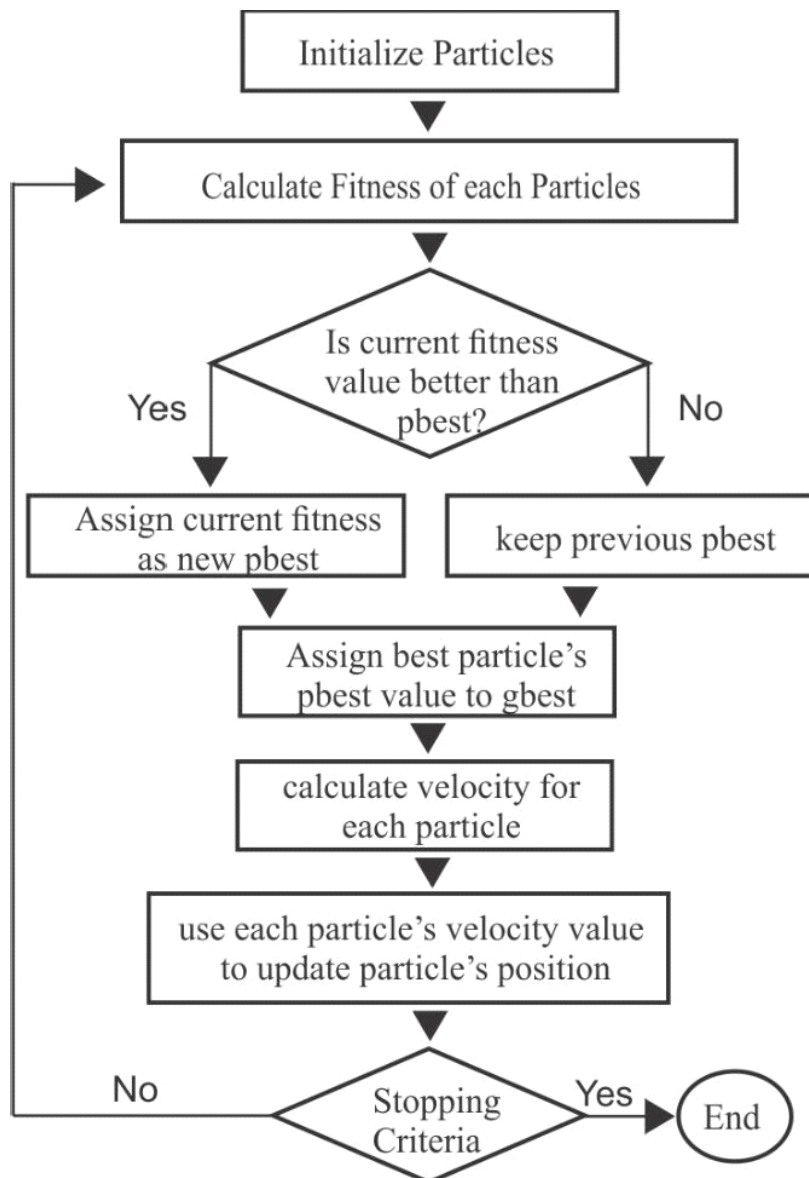 Initialize Particles
Calculate Fitness of each Particles
Is current fitness
value better than
pbest?
Yes
No
Assign current fitness
as new pbest
keep previous pbest
Assign best particle's
pbest value to gbest
calculate velocity for
each particle
use each particle's velocity value
to update particle's position
No
Stopping
Criteria
Yes
End